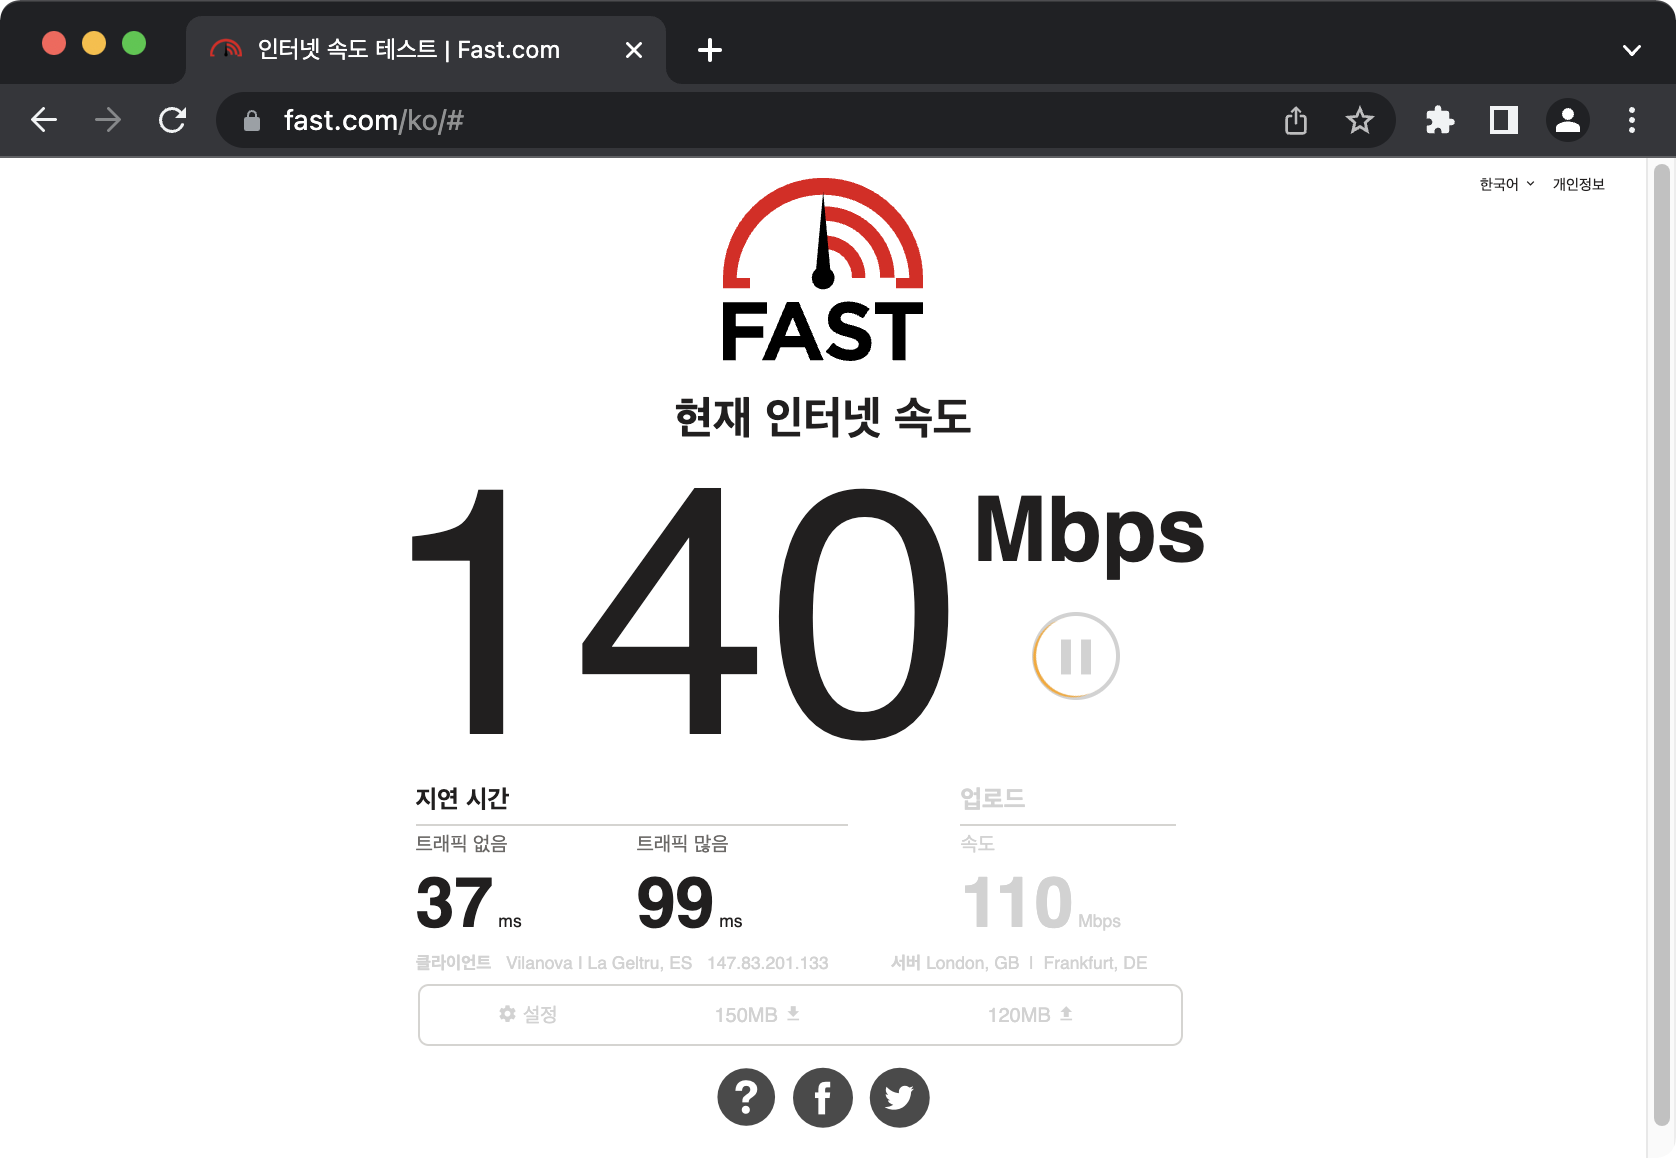 인터넷 속도 테스트 | Fast.com
fast.com/ko/#
한국어 개인정보
FAST
현재 인터넷 속도
140 Mbps
지연 시간 업로드
트래픽 없음 트래픽 많음 속도
37 ms 99 ms 110 Mbps
클라이언트 Vilanova I La Geltru, ES 147.83.201.133 서버 London, GB | Frankfurt, DE
설정 150MB 120MB